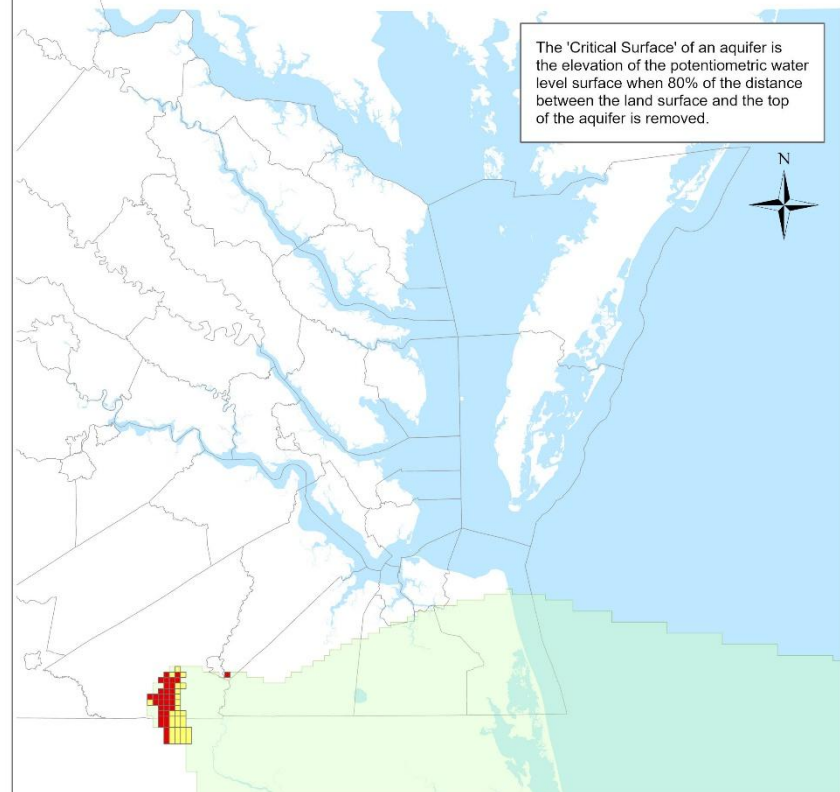 The 'Critical Surface' of an aquifer is
the elevation of the potentiometric water
level surface when 80% of the distance
between the land surface and the top
of the aquifer is removed.
N